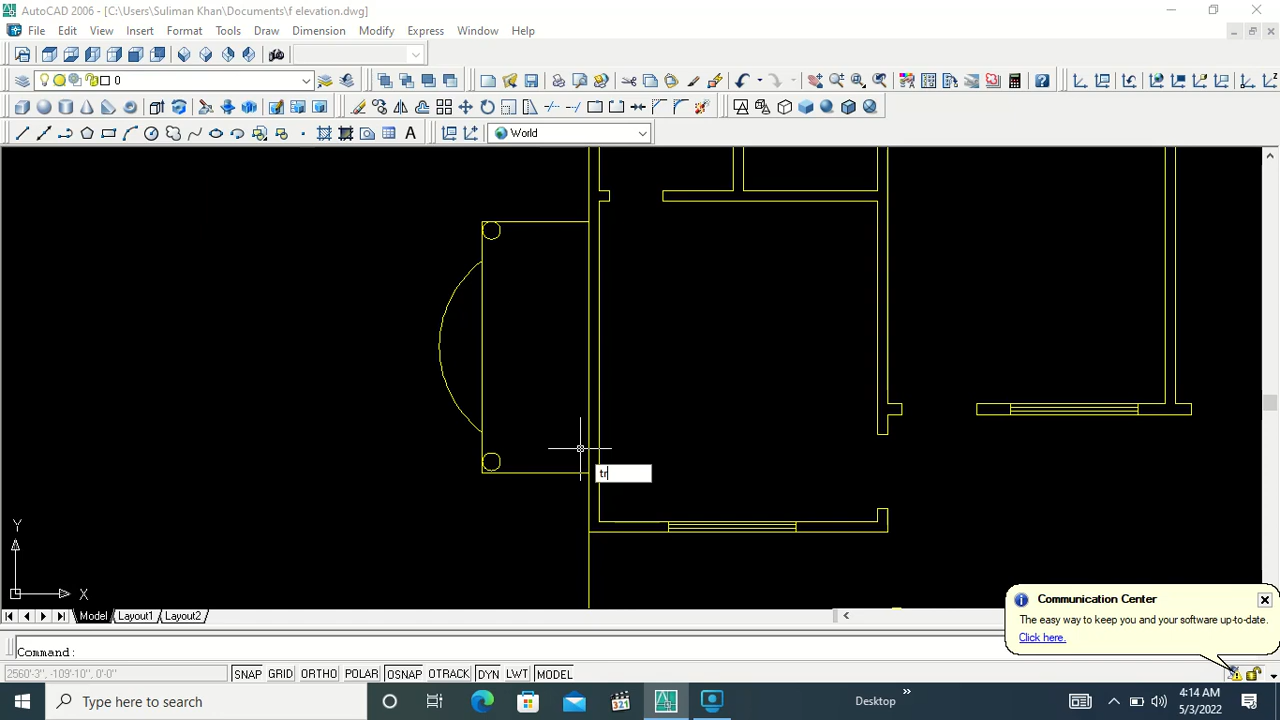 AutoCAD 2006 - [C:\Users\Suliman Khan\Documents\f elevation.dwg]
File Edit View Insert Format Tools Draw Dimension Modify Express Window Help
0
A World
tr
Y
X
Model Layout1 Layout2
Command:
2560'-3", -109'-10", 0'-0" SNAP GRID ORTHO POLAR OSNAP OTRACK DYN LWT MODEL
Communication Center
The easy way to keep you and your software up-to-date.
Click here.
Type here to search
321
Desktop
4:14 AM
5/3/2022